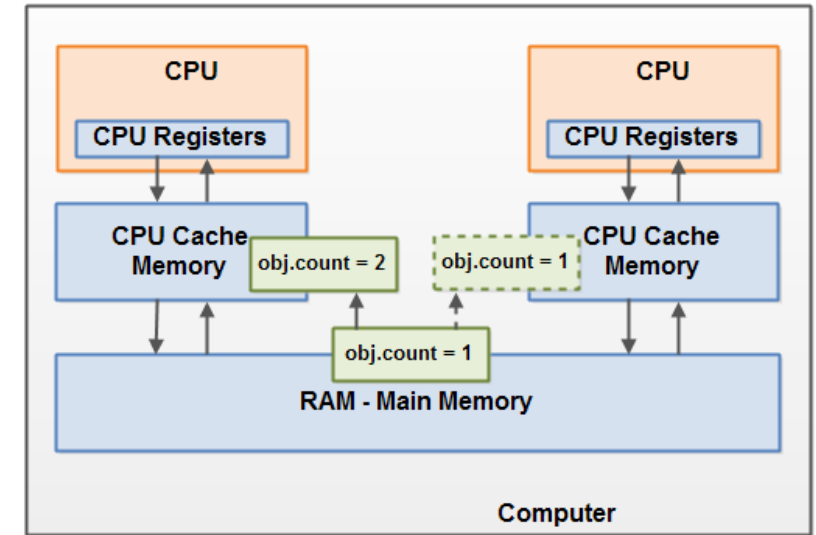 CPU
CPU
CPU Registers
CPU Registers
CPU Cache
Memory
obj.count = 2
obj.count = 1
CPU Cache
Memory
obj.count = 1
RAM - Main Memory
Computer